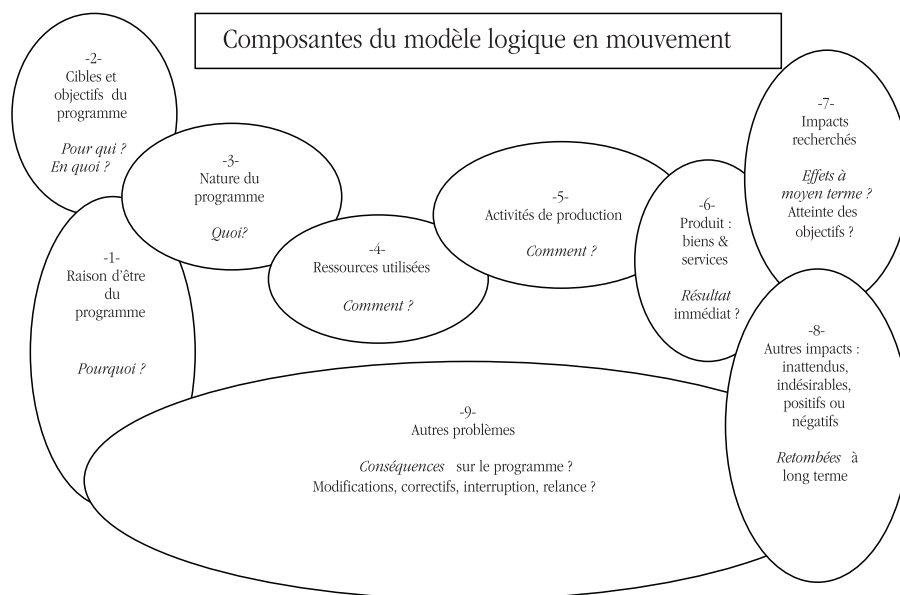 Composantes du modèle logique en mouvement
-1-
Raison d'être
du
programme
Pourquoi ?
-2-
Cibles et
objectifs du
programme
Pour qui ?
En quoi ?
-3-
Nature du
programme
Quoi?
-4-
Ressources utilisées
Comment ?
-5-
Activités de production
Comment ?
-6-
Produit :
biens &
services
Résultat
immédiat ?
-7-
Impacts
recherchés
Effets à
moyen terme ?
Atteinte des
objectifs ?
-8-
Autres impacts :
inattendus,
indésirables,
positifs ou
négatifs
Retombées à
long terme
-9-
Autres problèmes
Conséquences sur le programme ?
Modifications, correctifs, interruption, relance ?